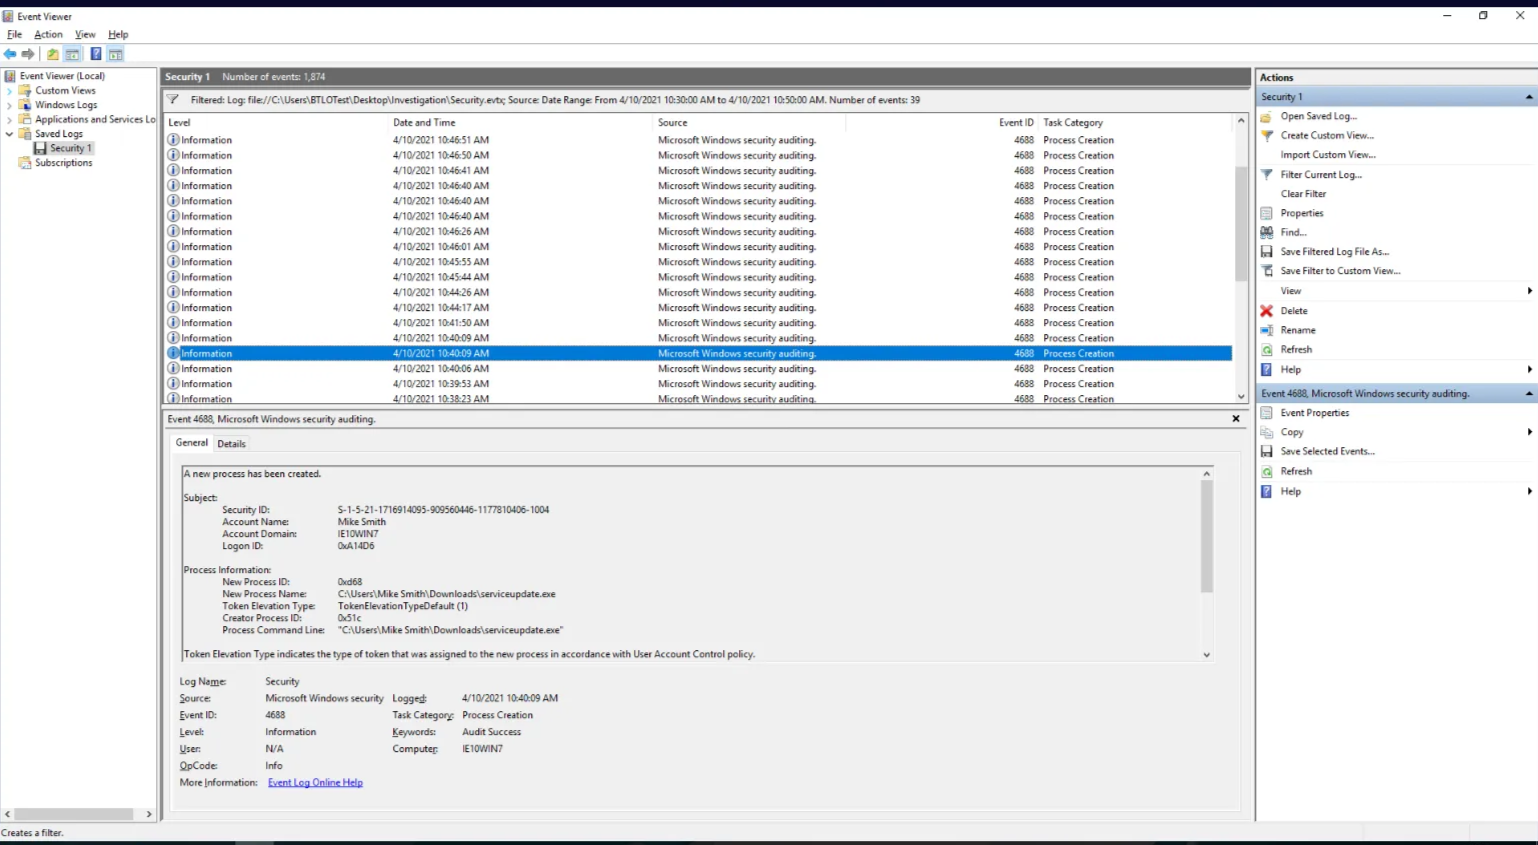 Event Viewer
File Action View Help
Event Viewer (Local)
Custom Views
Windows Logs
Applications and Services Lo
Saved Logs
Security 1
Subscriptions
Security 1 Number of events: 1,874
Filtered: Log: file://C:\Users\BTLOTest\Desktop\Investigation\Security.evtx; Source: Date Range: From 4/10/2021 10:30:00 AM to 4/10/2021 10:50:00 AM. Number of events: 39
Level Date and Time Source Event ID Task Category
Information 4/10/2021 10:46:51 AM Microsoft Windows security auditing. 4688 Process Creation
Information 4/10/2021 10:46:50 AM Microsoft Windows security auditing. 4688 Process Creation
Information 4/10/2021 10:46:41 AM Microsoft Windows security auditing. 4688 Process Creation
Information 4/10/2021 10:46:40 AM Microsoft Windows security auditing. 4688 Process Creation
Information 4/10/2021 10:46:40 AM Microsoft Windows security auditing. 4688 Process Creation
Information 4/10/2021 10:46:40 AM Microsoft Windows security auditing. 4688 Process Creation
Information 4/10/2021 10:46:26 AM Microsoft Windows security auditing. 4688 Process Creation
Information 4/10/2021 10:46:01 AM Microsoft Windows security auditing. 4688 Process Creation
Information 4/10/2021 10:45:55 AM Microsoft Windows security auditing. 4688 Process Creation
Information 4/10/2021 10:45:44 AM Microsoft Windows security auditing. 4688 Process Creation
Information 4/10/2021 10:44:26 AM Microsoft Windows security auditing. 4688 Process Creation
Information 4/10/2021 10:44:17 AM Microsoft Windows security auditing. 4688 Process Creation
Information 4/10/2021 10:41:50 AM Microsoft Windows security auditing. 4688 Process Creation
Information 4/10/2021 10:40:09 AM Microsoft Windows security auditing. 4688 Process Creation
Information 4/10/2021 10:40:09 AM Microsoft Windows security auditing. 4688 Process Creation
Information 4/10/2021 10:40:06 AM Microsoft Windows security auditing. 4688 Process Creation
Information 4/10/2021 10:39:53 AM Microsoft Windows security auditing. 4688 Process Creation
Information 4/10/2021 10:38:23 AM Microsoft Windows security auditing. 4688 Process Creation
Event 4688, Microsoft Windows security auditing.
General Details
A new process has been created.
Subject:
Security ID: S-1-5-21-1716914095-909560446-1177810406-1004
Account Name: Mike Smith
Account Domain: IE10WIN7
Logon ID: 0xA14D6
Process Information:
New Process ID: 0xd68
New Process Name: C:\Users\Mike Smith\Downloads\serviceupdate.exe
Token Elevation Type: TokenElevationTypeDefault (1)
Creator Process ID: 0x51c
Process Command Line: "C:\Users\Mike Smith\Downloads\serviceupdate.exe"
Token Elevation Type indicates the type of token that was assigned to the new process in accordance with User Account Control policy.
Log Name: Security
Source: Microsoft Windows security Logged: 4/10/2021 10:40:09 AM
Event ID: 4688 Task Category: Process Creation
Level: Information Keywords: Audit Success
User: N/A Computer: IE10WIN7
OpCode: Info
More Information: Event Log Online Help
Actions
Security 1
Open Saved Log...
Create Custom View...
Import Custom View...
Filter Current Log...
Clear Filter
Properties
Find...
Save Filtered Log File As...
Save Filter to Custom View...
View
Delete
Rename
Refresh
Help
Event 4688, Microsoft Windows security auditing.
Event Properties
Copy
Save Selected Events...
Refresh
Help
Creates a filter.